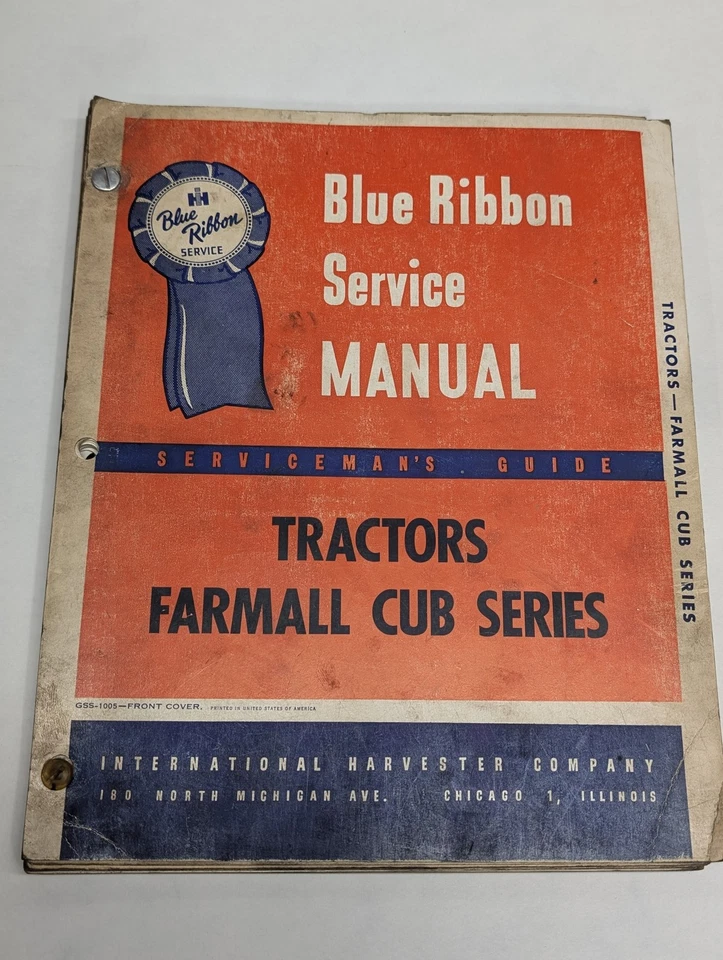 IH
Blue
Ribbon
SERVICE
Blue Ribbon
Service
MANUAL
SERVICEMAN'S GUIDE
TRACTORS
FARMALL CUB SERIES
TRACTORS—FARMALL CUB SERIES
GSS-1005—FRONT COVER. PRINTED IN UNITED STATES OF AMERICA
INTERNATIONAL HARVESTER COMPANY
180 NORTH MICHIGAN AVE. CHICAGO 1, ILLINOIS